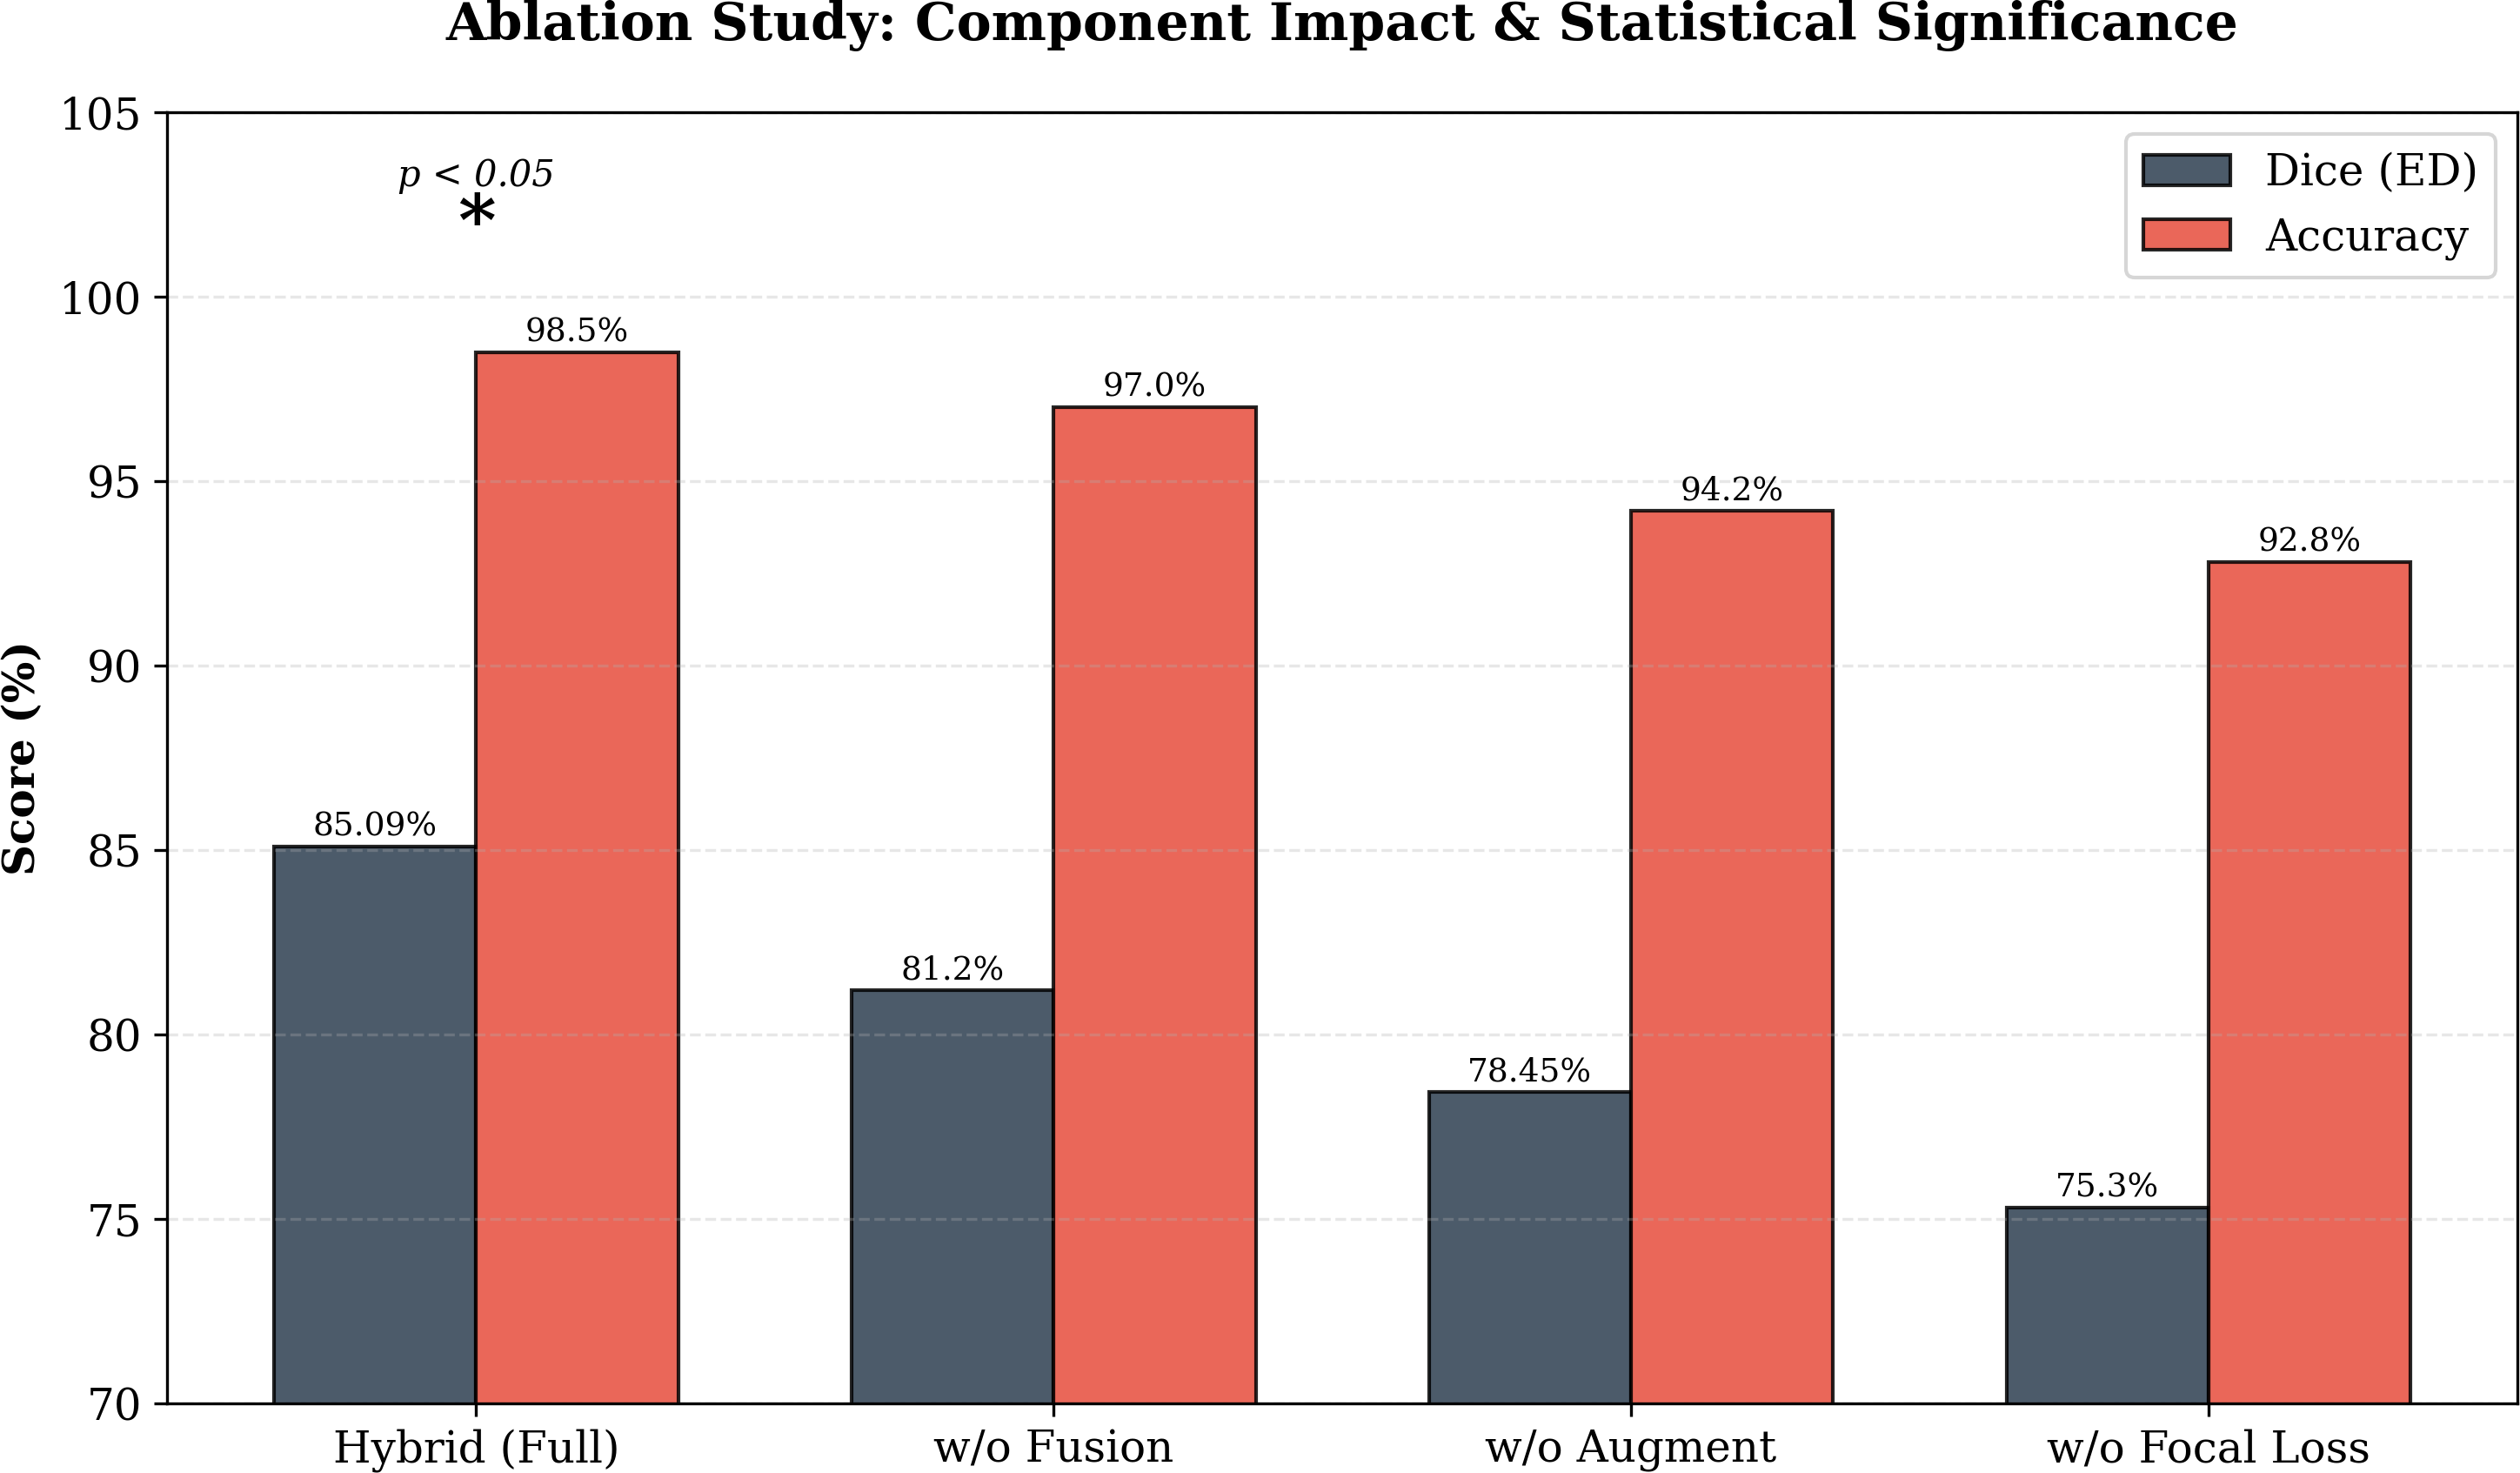 Ablation Study: Component Impact & Statistical Significance
105
100
95
90
85
80
75
70
Score (%)
p < 0.05
*
Dice (ED)
Accuracy
85.09%
98.5%
81.2%
97.0%
78.45%
94.2%
75.3%
92.8%
Hybrid (Full)
w/o Fusion
w/o Augment
w/o Focal Loss